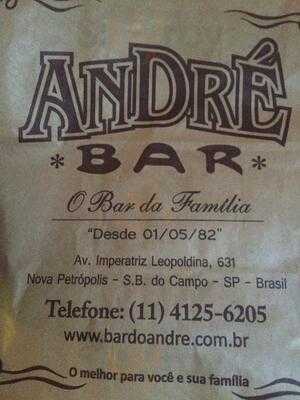 ANDRÉ
* BAR *
O Bar da Família
"Desde 01/05/82"
Av. Imperatriz Leopoldina, 631
Nova Petrópolis - S.B. do Campo - SP - Brasil
Telefone: (11) 4125-6205
www.bardoandre.com.br
O melhor para você e sua família